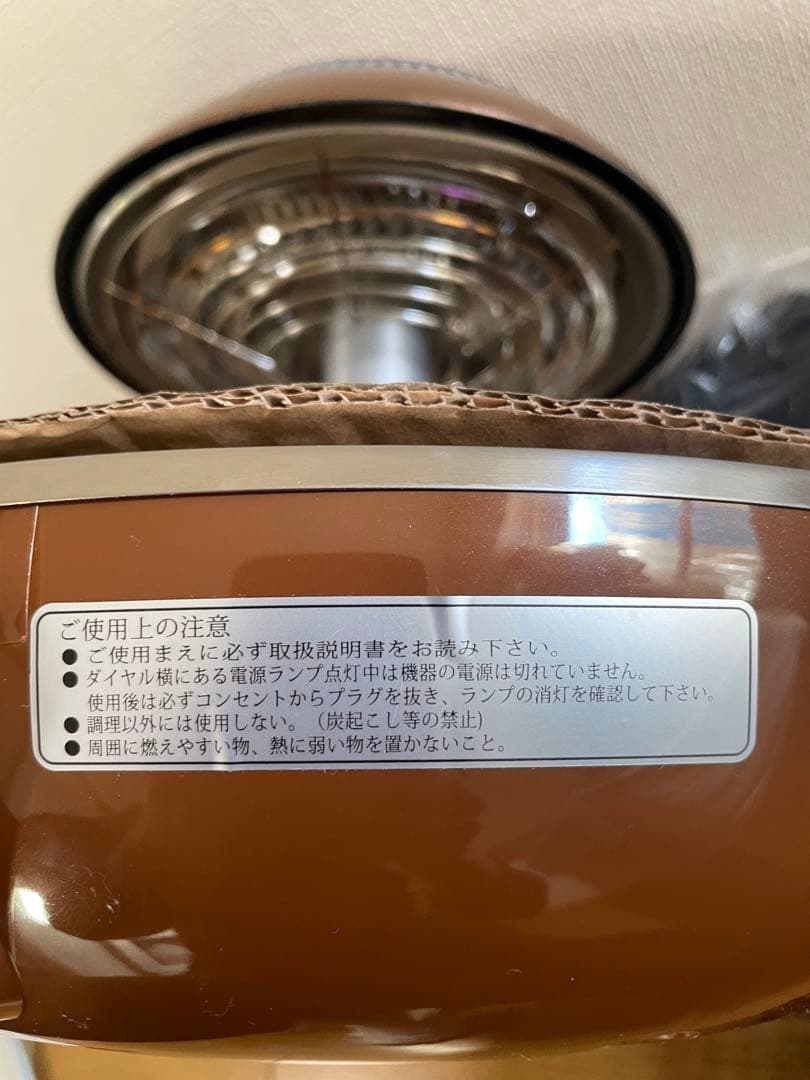 ご使用上の注意
● ご使用まえに必ず取扱説明書をお読み下さい。
● ダイヤル横にある電源ランプ点灯中は機器の電源は切れていません。
使用後は必ずコンセントからプラグを抜き、ランプの消灯を確認して下さい。
● 調理以外には使用しない。（炭起こし等の禁止)
● 周囲に燃えやすい物、熱に弱い物を置かないこと。